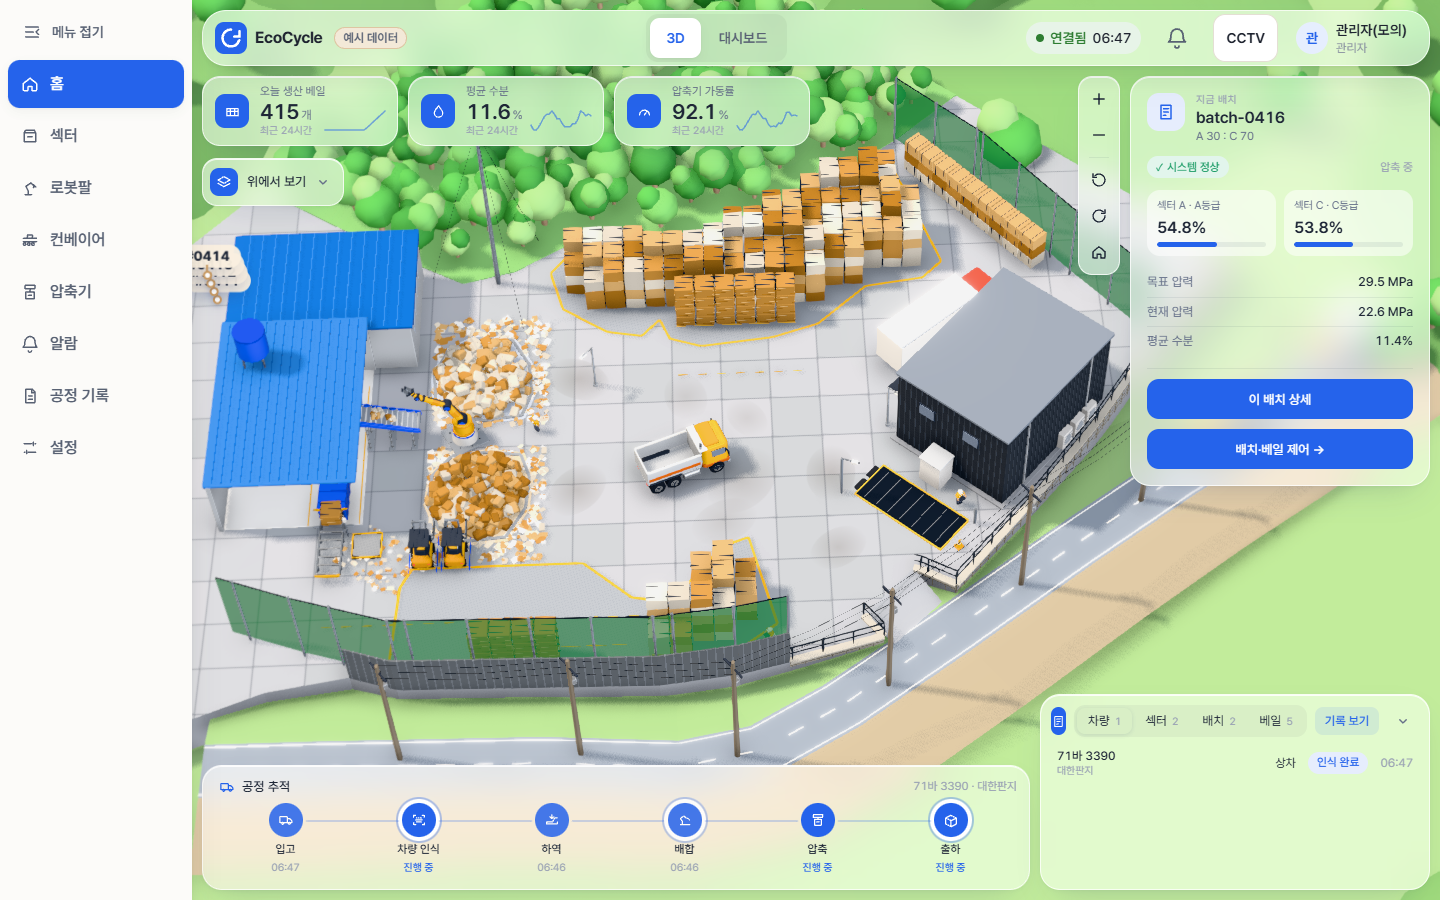 메뉴 접기
홈
섹터
로봇팔
컨베이어
압축기
알람
공정 기록
설정
EcoCycle
예시 데이터
3D
대시보드
연결됨 06:47
CCTV
관
관리자(모의)
관리자
오늘 생산 베일
415 개
최근 24시간
평균 수분
11.6 %
최근 24시간
압축기 가동률
92.1 %
최근 24시간
위에서 보기
0414
지금 배치
batch-0416
A 30 : C 70
✓ 시스템 정상
압축 중
섹터 A · A등급
54.8%
섹터 C · C등급
53.8%
목표 압력 29.5 MPa
현재 압력 22.6 MPa
평균 수분 11.4%
이 배치 상세
배치·베일 제어 →
차량 1
섹터 2
배치 2
베일 5
기록 보기
71바 3390
대한판지
상차
인식 완료
06:47
공정 추적
71바 3390 · 대한판지
입고
06:47
차량 인식
진행 중
하역
06:46
배합
06:46
압축
진행 중
출하
진행 중